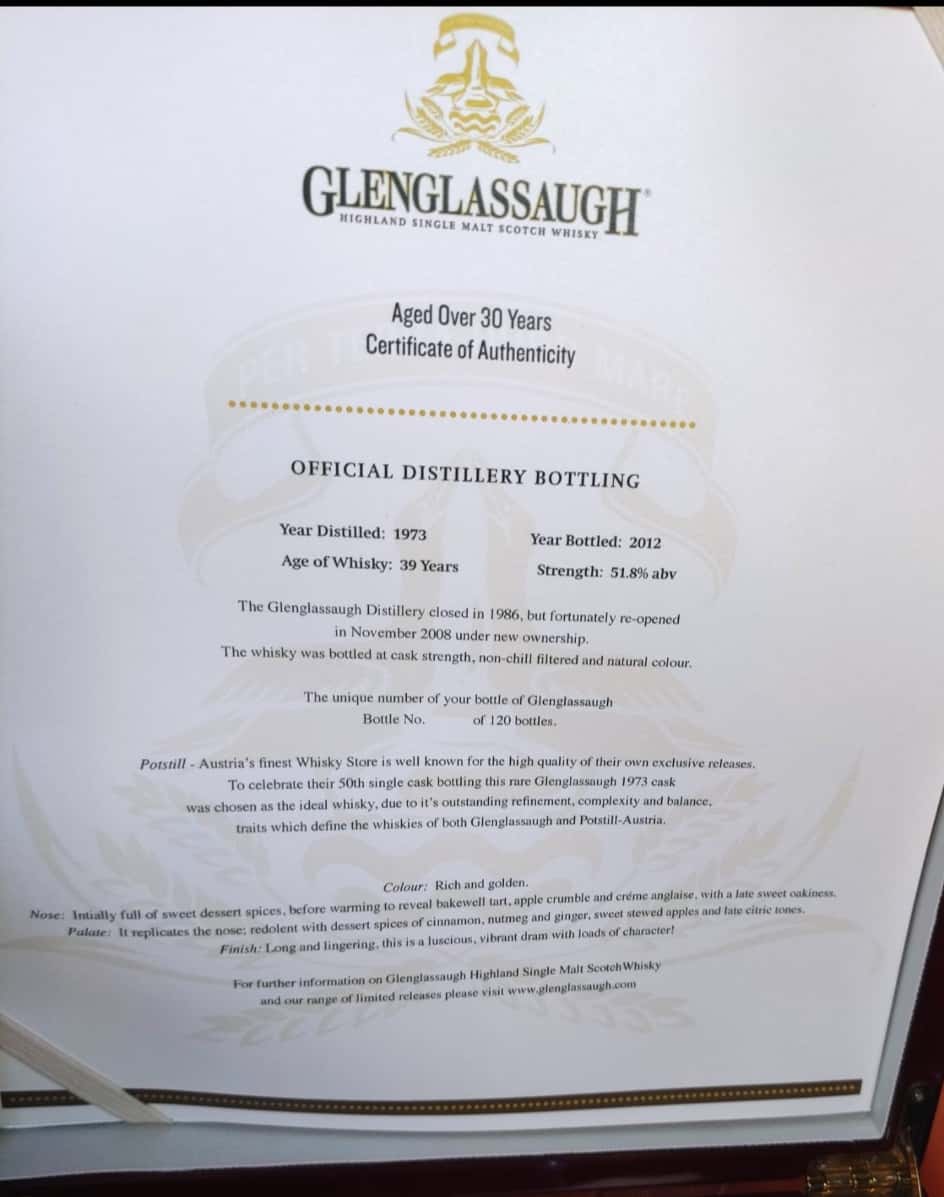 GLENGLASSAUGH®
HIGHLAND SINGLE MALT SCOTCH WHISKY
Aged Over 30 Years
Certificate of Authenticity
PER MARE
OFFICIAL DISTILLERY BOTTLING
Year Distilled: 1973
Year Bottled: 2012
Age of Whisky: 39 Years
Strength: 51.8% abv
The Glenglassaugh Distillery closed in 1986, but fortunately re-opened
in November 2008 under new ownership.
The whisky was bottled at cask strength, non-chill filtered and natural colour.
The unique number of your bottle of Glenglassaugh
Bottle No. of 120 bottles.
Potstill - Austria's finest Whisky Store is well known for the high quality of their own exclusive releases.
To celebrate their 50th single cask bottling this rare Glenglassaugh 1973 cask
was chosen as the ideal whisky, due to it's outstanding refinement, complexity and balance,
traits which define the whiskies of both Glenglassaugh and Potstill-Austria.
Colour: Rich and golden.
Nose: Intially full of sweet dessert spices, before warming to reveal bakewell tart, apple crumble and créme anglaise, with a late sweet oakiness.
Palate: It replicates the nose; redolent with dessert spices of cinnamon, nutmeg and ginger, sweet stewed apples and late citric tones.
Finish: Long and lingering, this is a luscious, vibrant dram with loads of character!
For further information on Glenglassaugh Highland Single Malt ScotchWhisky
and our range of limited releases please visit www.glenglassaugh.com